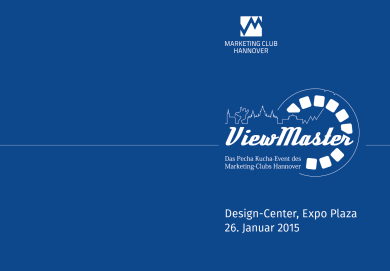 MARKETING CLUB
HANNOVER
ViewMaster
Das Pecha Kucha-Event des
Marketing-Clubs Hannover
Design-Center, Expo Plaza
26. Januar 2015